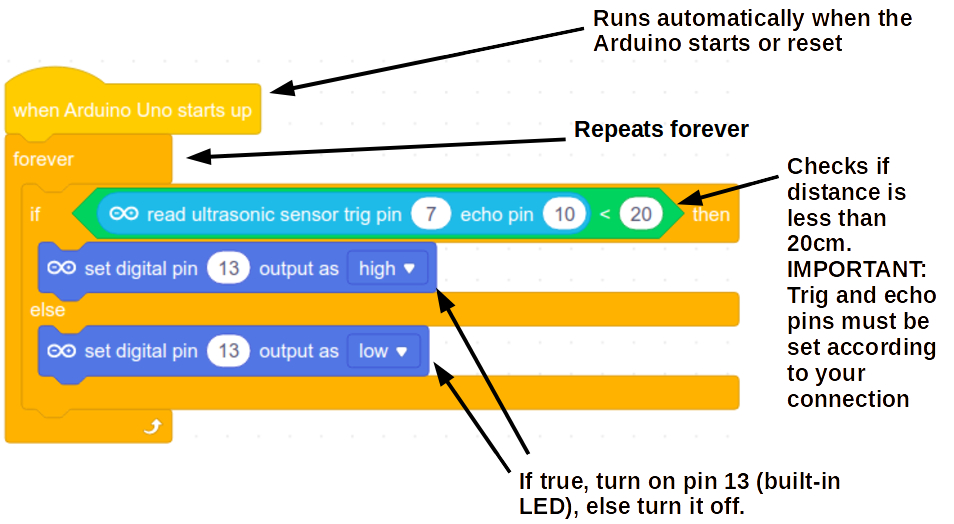 Runs automatically when the
Arduino starts or reset
when Arduino Uno starts up
Repeats forever
forever
Checks if
distance is
less than
20cm.
IMPORTANT:
Trig and echo
pins must be
set according
to your
connection
if read ultrasonic sensor trig pin 7 echo pin 10 < 20 then
set digital pin 13 output as high
else
set digital pin 13 output as low
If true, turn on pin 13 (built-in
LED), else turn it off.